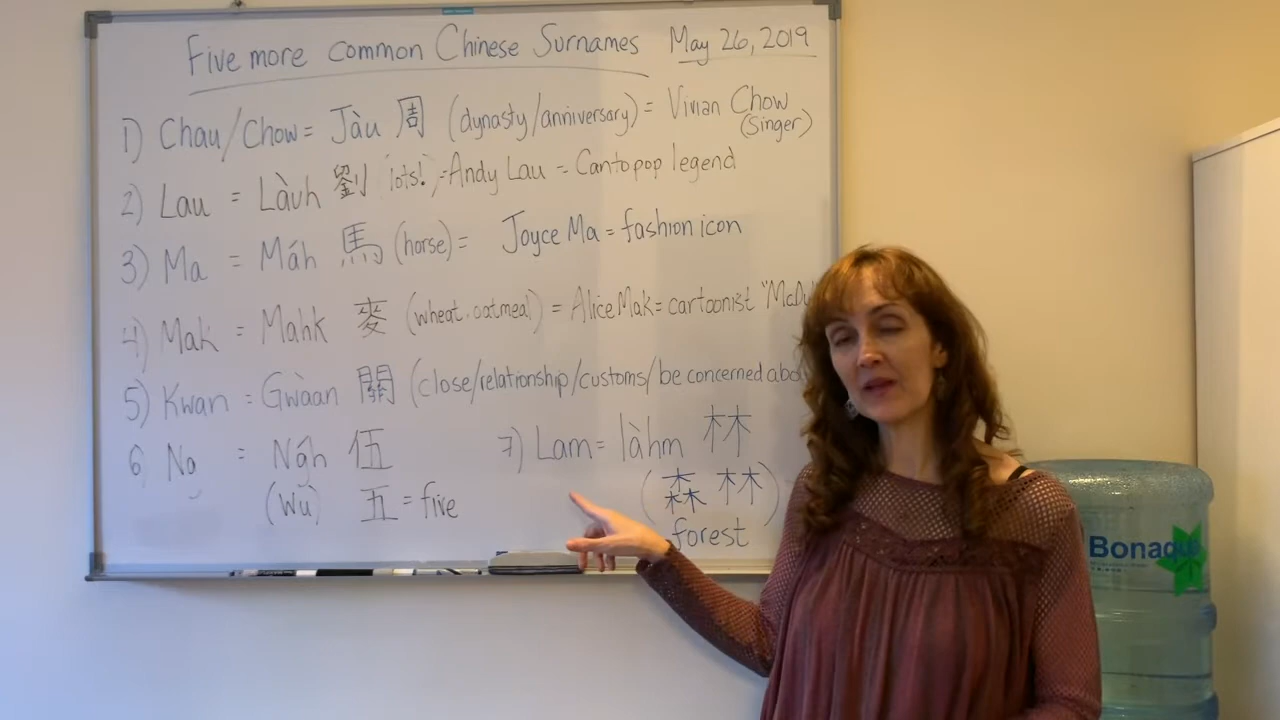 Five more common Chinese Surnames May 26, 2019
1) Chau/Chow = Jàu 周 (dynasty/anniversary) = Vivian Chow
(Singer)
2) Lau = Làuh 劉 'lots!' = Andy Lau = Cantopop legend
3) Ma = Máh 馬 (horse) = Joyce Ma = fashion icon
4) Mak = Mahk 麥 (wheat, oatmeal) = Alice Mak = cartoonist
5) Kwan = Gwàan 關 (close/relationship/customs/be concerned
6) Ng = Ńgh 伍
(Wu) 五 = five
7) Lam = làhm 林
(森林)
forest
Bonaqua